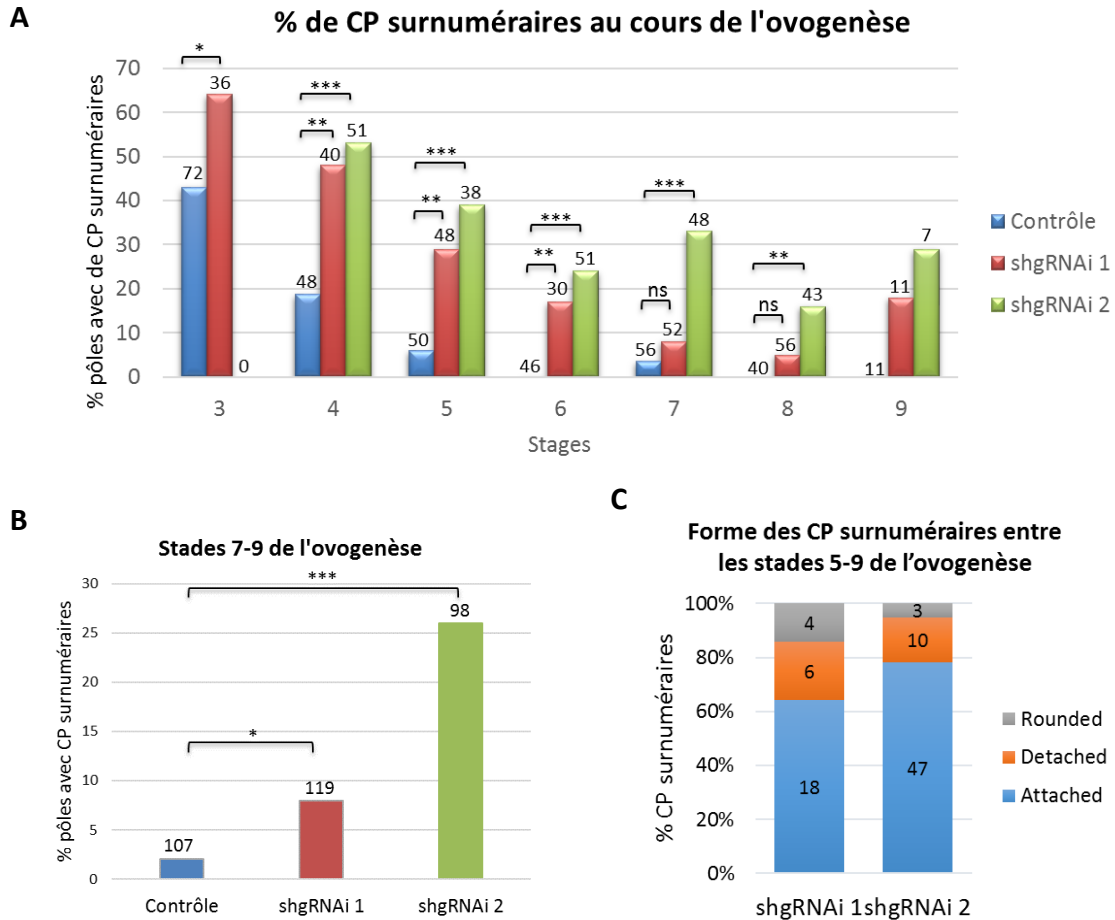 A
% de CP surnuméraires au cours de l'ovogenèse
% pôles avec de CP surnuméraires
70
60
50
40
30
20
10
0
*
36
72
0
***
**
51
40
48
***
**
38
48
50
***
**
51
30
46
***
ns
48
52
56
**
ns
43
56
40
7
11
11
3 4 5 6 7 8 9
Stages
Contrôle
shgRNAi 1
shgRNAi 2
B
Stades 7-9 de l'ovogenèse
% pôles avec CP surnuméraires
30
25
20
15
10
5
0
***
*
107
119
98
Contrôle shgRNAi 1 shgRNAi 2
C
Forme des CP surnuméraires entre
les stades 5-9 de l’ovogenèse
% CP surnuméraires
100%
80%
60%
40%
20%
0%
4
6
18
3
10
47
shgRNAi 1 shgRNAi 2
Rounded
Detached
Attached